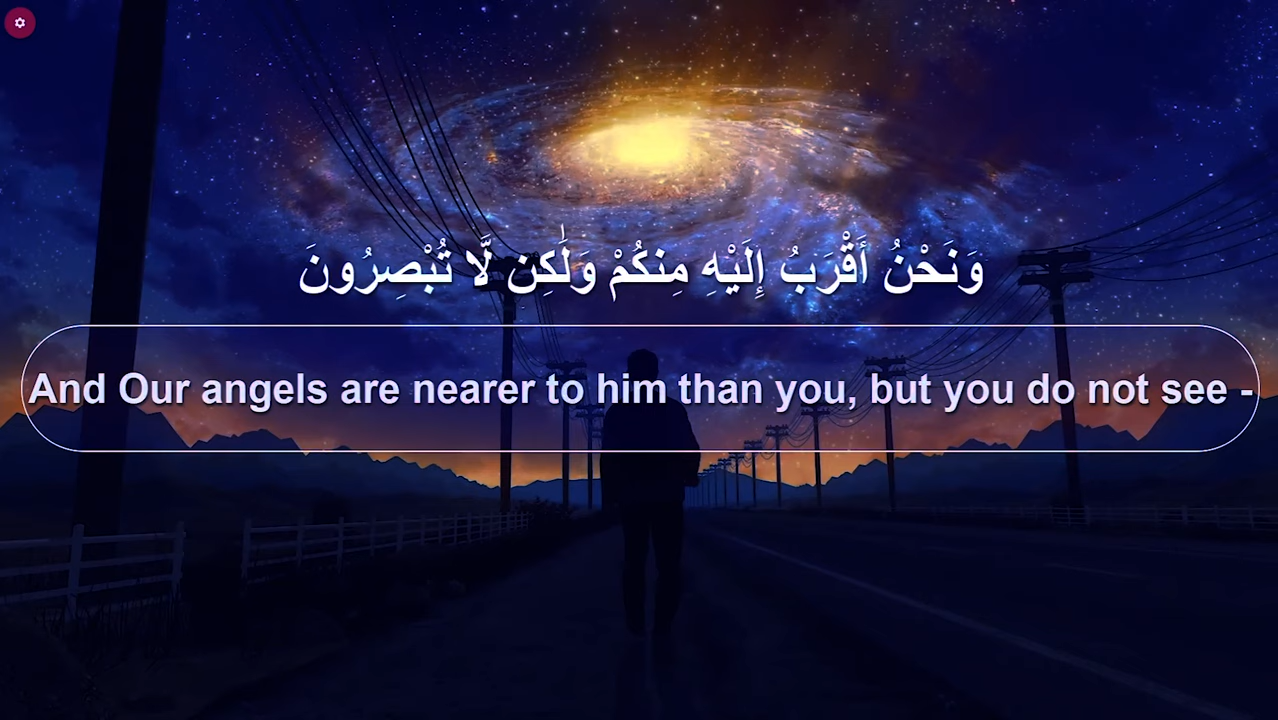 وَنَحْنُ أَقْرَبُ إِلَيْهِ مِنكُمْ وَلَٰكِن لَّا تُبْصِرُونَ
And Our angels are nearer to him than you, but you do not see -